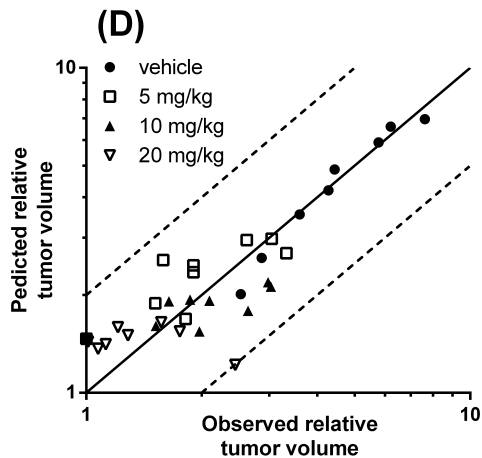 (D)
10
vehicle
5 mg/kg
10 mg/kg
20 mg/kg
Pedicted relative
tumor volume
1
1
10
Observed relative
tumor volume